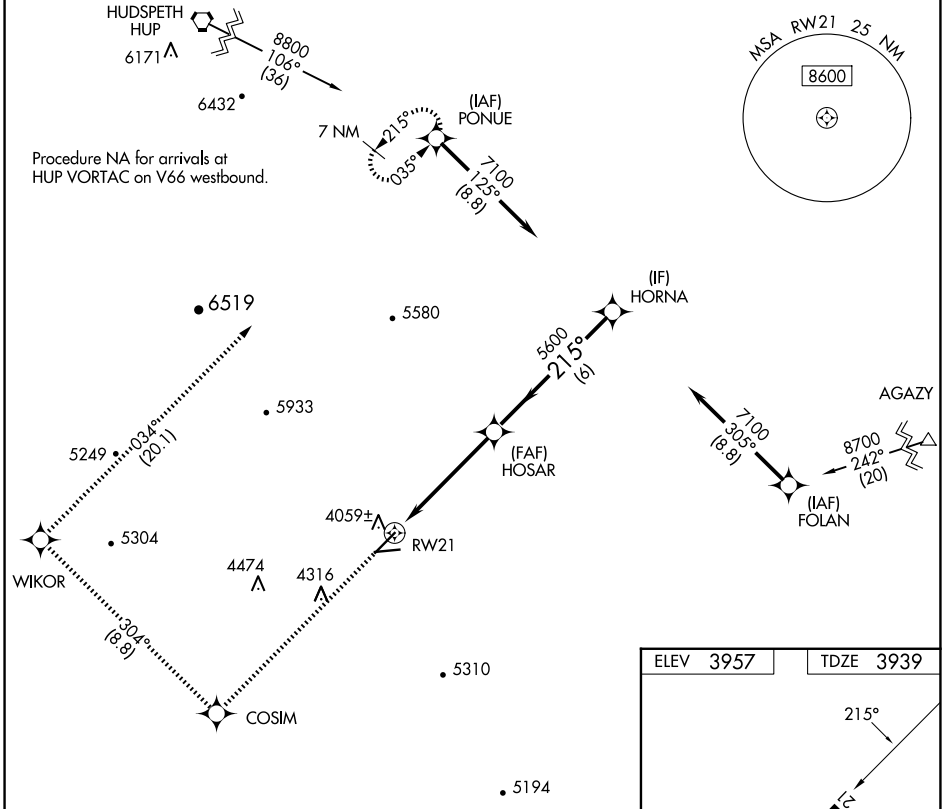 HUDSPETH
HUP
6171
8800
106°
(36)
MSA RW21 25 NM
8600
6432
(IAF)
PONUE
7 NM
215°
035°
7100
125°
(8.8)
Procedure NA for arrivals at
HUP VORTAC on V66 westbound.
(IF)
HORNA
6519
5580
5600
215°
(6)
AGAZY
5933
7100
305°
(8.8)
8700
242°
(20)
034°
(20.1)
5249
(FAF)
HOSAR
(IAF)
FOLAN
4059±
RW21
5304
WIKOR
4474
4316
304°
(8.8)
5310
ELEV 3957
TDZE 3939
COSIM
215°
5194
21